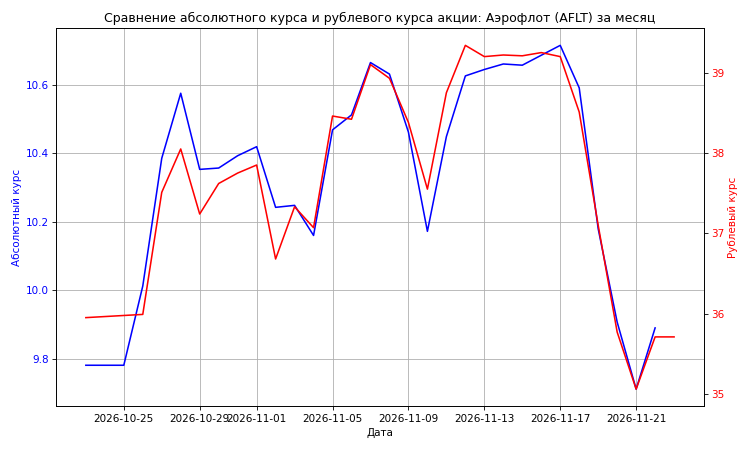 Сравнение абсолютного курса и рублевого курса акции: Аэрофлот (AFLT) за месяц
Абсолютный курс
10.6
10.4
10.2
10.0
9.8
39
38
37
36
35
Рублевый курс
2026-10-25 2026-10-29 2026-11-01 2026-11-05 2026-11-09 2026-11-13 2026-11-17 2026-11-21
Дата